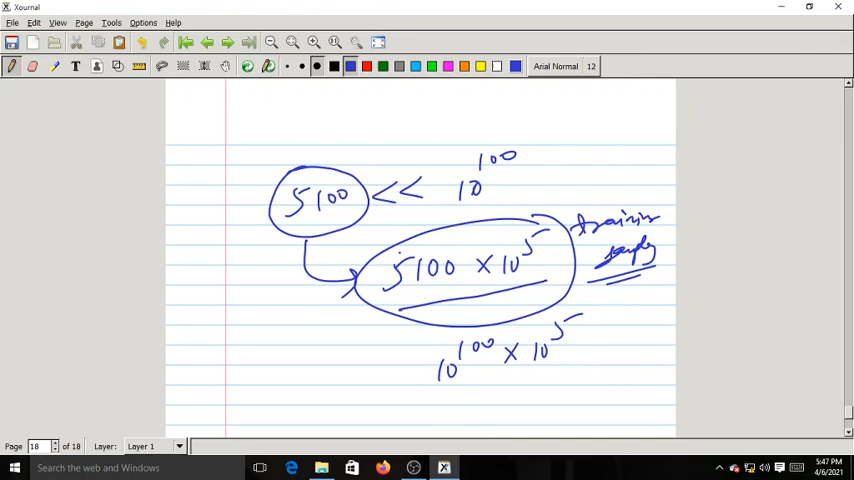 Xournal
File Edit View Page Tools Options Help
Arial Normal 12
5100 << 10^100
training
5100 × 10^5
10^100 × 10^5
Page 18 of 18 Layer: Layer 1
Search the web and Windows
5:47 PM
4/6/2021